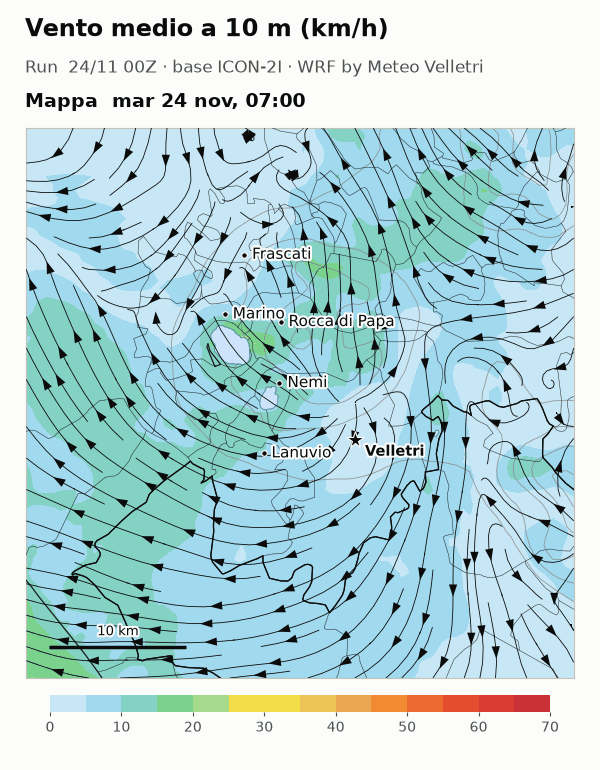 Vento medio a 10 m (km/h)
Run 24/11 00Z · base ICON-2I · WRF by Meteo Velletri
Mappa mar 24 nov, 07:00
Frascati
Marino
Rocca di Papa
Nemi
Velletri
Lanuvio
10 km
0 10 20 30 40 50 60 70